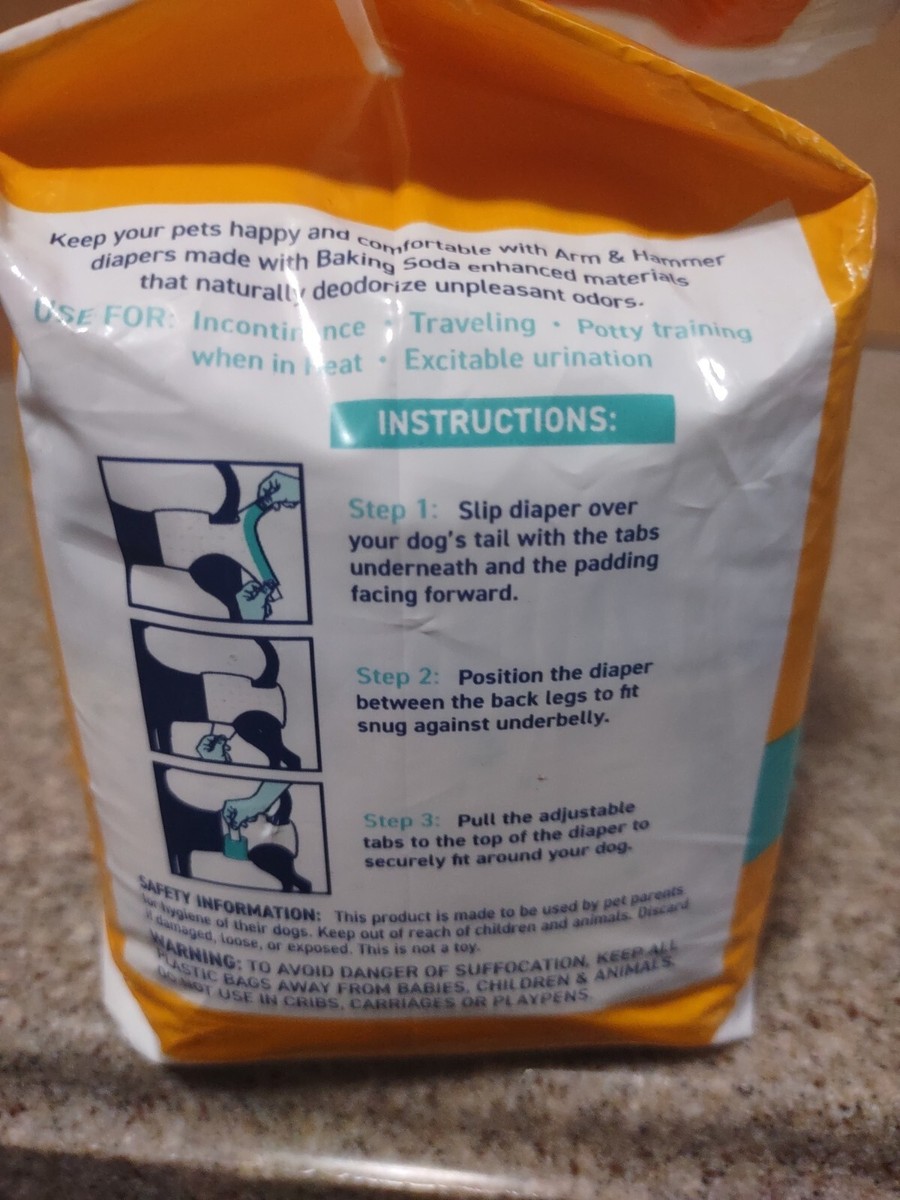 Keep your pets happy and comfortable with Arm & Hammer
diapers made with Baking Soda enhanced materials
that naturally deodorize unpleasant odors.
USE FOR: Incontinence • Traveling • Potty training
when in heat • Excitable urination
INSTRUCTIONS:
Step 1: Slip diaper over
your dog's tail with the tabs
underneath and the padding
facing forward.
Step 2: Position the diaper
between the back legs to fit
snug against underbelly.
Step 3: Pull the adjustable
tabs to the top of the diaper to
securely fit around your dog.
SAFETY INFORMATION: This product is made to be used by pet parents
for hygiene of their dogs. Keep out of reach of children and animals. Discard
if damaged, loose, or exposed. This is not a toy.
WARNING: TO AVOID DANGER OF SUFFOCATION, KEEP ALL
PLASTIC BAGS AWAY FROM BABIES, CHILDREN & ANIMALS.
DO NOT USE IN CRIBS, CARRIAGES OR PLAYPENS.